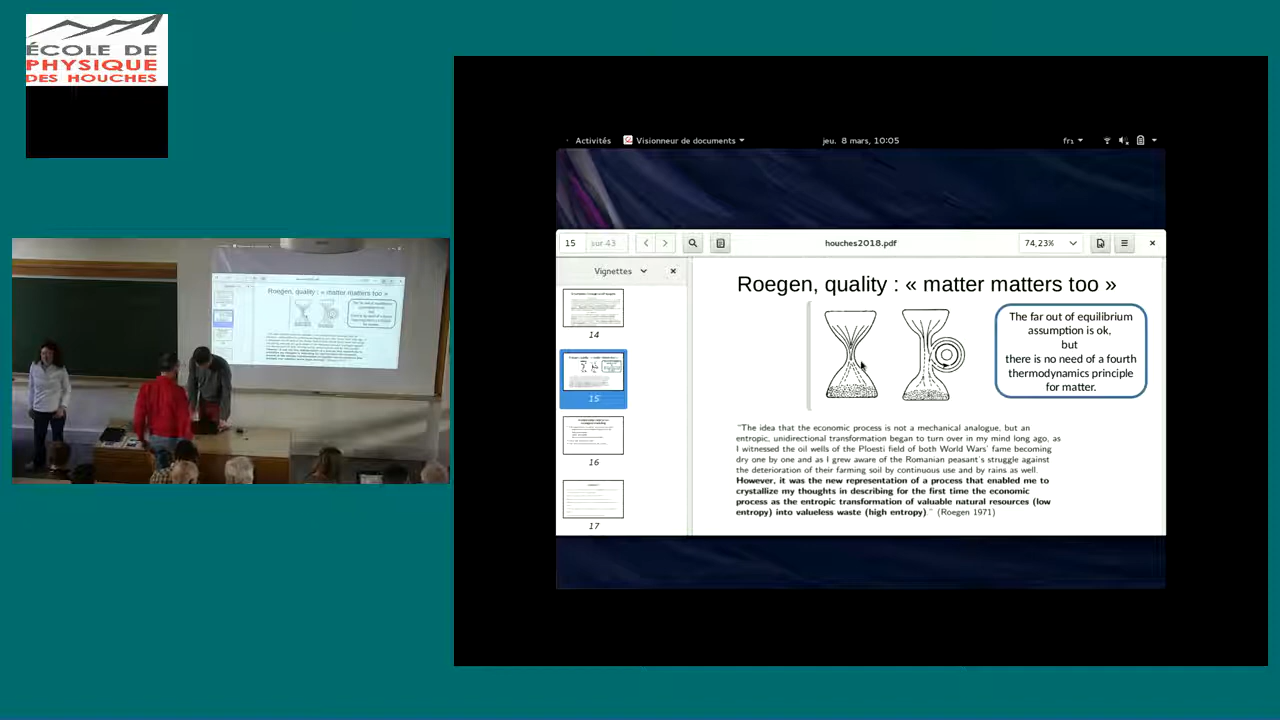 ÉCOLE DE
PHYSIQUE
DES HOUCHES
Activités
Visionneur de documents
jeu. 8 mars, 10:05
fr₁
15
sur 43
houches2018.pdf
74,23%
Vignettes
14
15
16
17
Roegen, quality : « matter matters too »
The far out of equilibrium
assumption is ok,
but
there is no need of a fourth
thermodynamics principle
for matter.
"The idea that the economic process is not a mechanical analogue, but an
entropic, unidirectional transformation began to turn over in my mind long ago, as
I witnessed the oil wells of the Ploesti field of both World Wars' fame becoming
dry one by one and as I grew aware of the Romanian peasant's struggle against
the deterioration of their farming soil by continuous use and by rains as well.
However, it was the new representation of a process that enabled me to
crystallize my thoughts in describing for the first time the economic
process as the entropic transformation of valuable natural resources (low
entropy) into valueless waste (high entropy)." (Roegen 1971)
Roegen, quality : « matter matters too »